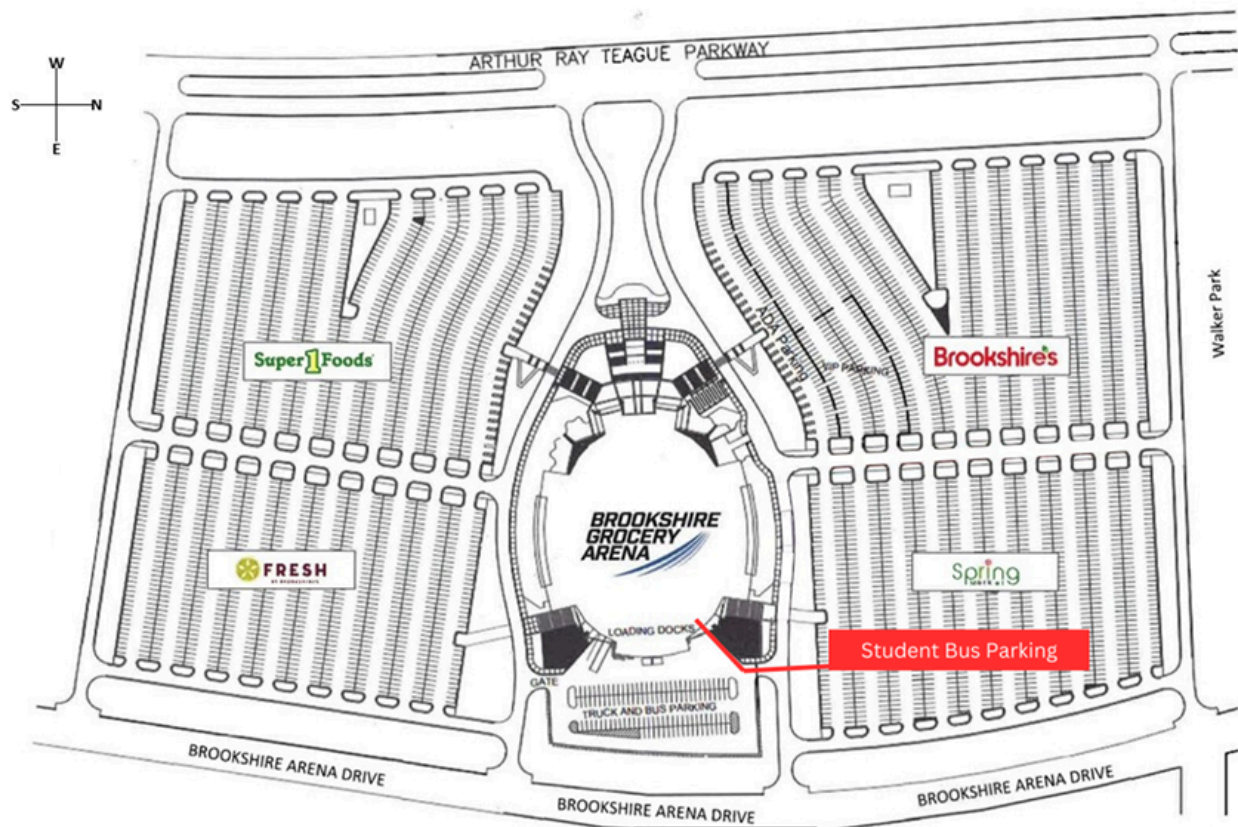 ARTHUR RAY TEAGUE PARKWAY
W
S
N
E
Walker Park
ADA Parking
VIP PARKING
Super 1 Foods
Brookshire's
BROOKSHIRE
GROCERY
ARENA
FRESH
BY BROOKSHIRE'S
Spring
LOADING DOCKS
Student Bus Parking
GATE
TRUCK AND BUS PARKING
BROOKSHIRE ARENA DRIVE
BROOKSHIRE ARENA DRIVE
BROOKSHIRE ARENA DRIVE